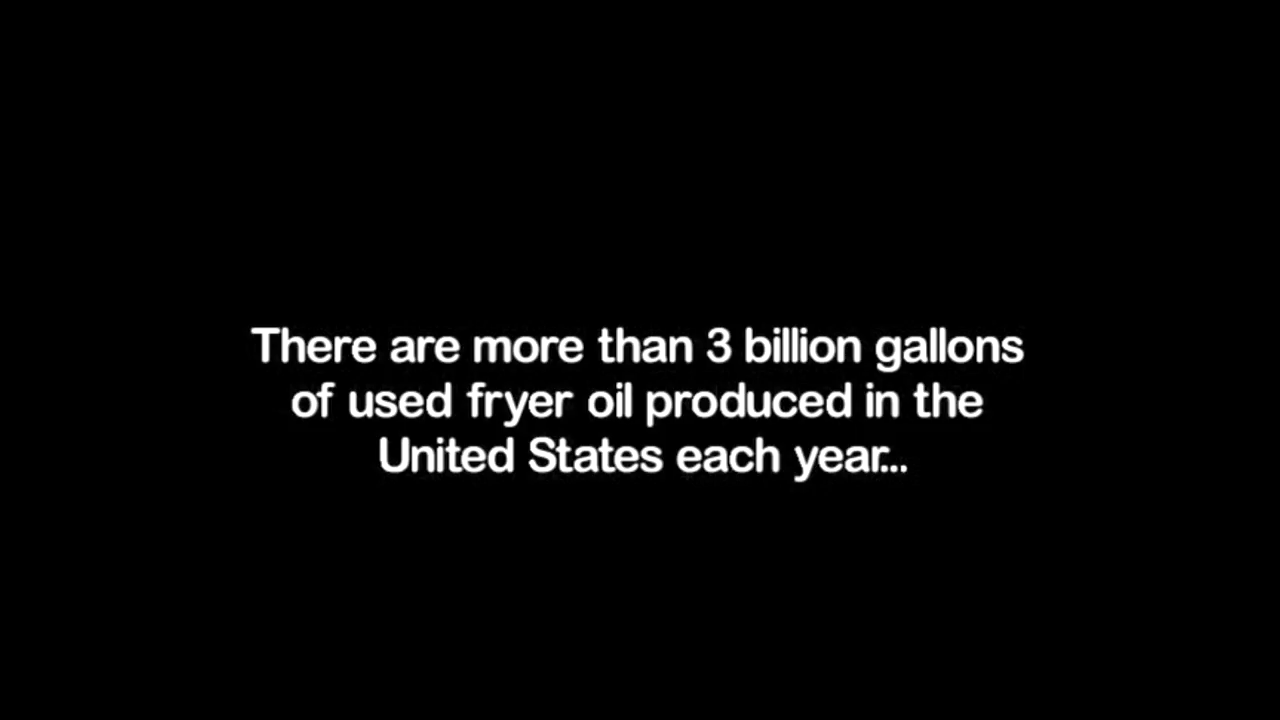 There are more than 3 billion gallons
of used fryer oil produced in the
United States each year...